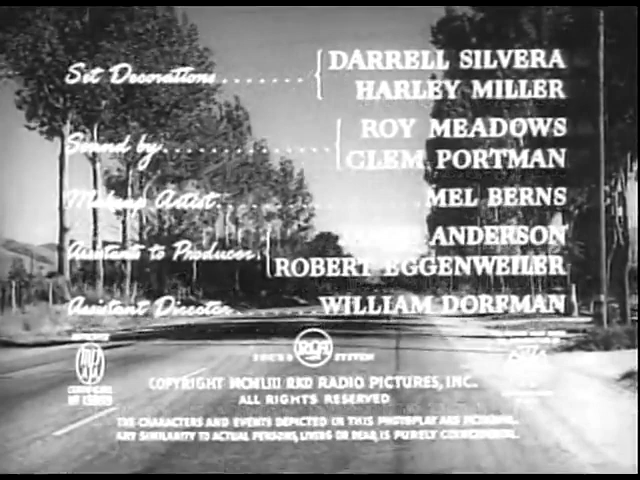 Set Decorations....... DARRELL SILVERA
HARLEY MILLER
Sound by............... ROY MEADOWS
CLEM PORTMAN
Makeup Artist............ MEL BERNS
Assistants to Producer. ANDERSON
ROBERT EGGENWEILER
Assistant Director....... WILLIAM DORFMAN
RCA
SOUND SYSTEM
COPYRIGHT MCMLII RKO RADIO PICTURES, INC.
ALL RIGHTS RESERVED
THE CHARACTERS AND EVENTS DEPICTED IN THIS PHOTOPLAY ARE FICTIONAL.
ANY SIMILARITY TO ACTUAL PERSONS, LIVING OR DEAD, IS PURELY COINCIDENTAL.